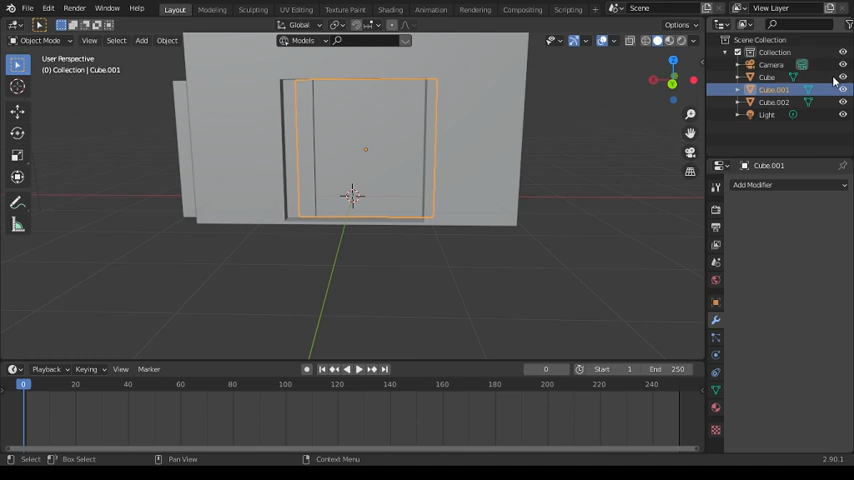 File Edit Render Window Help Layout Modeling Sculpting UV Editing Texture Paint Shading Animation Rendering Compositing Scripting Scene View Layer
Global Options
Object Mode View Select Add Object Models
User Perspective
(0) Collection | Cube.001
Scene Collection
Collection
Camera
Cube
Cube.001
Cube.002
Light
Cube.001
Add Modifier
Playback Keying View Marker 0 Start 1 End 250
0 20 40 60 80 100 120 140 160 180 200 220 240
Select Box Select Pan View Context Menu 2.90.1